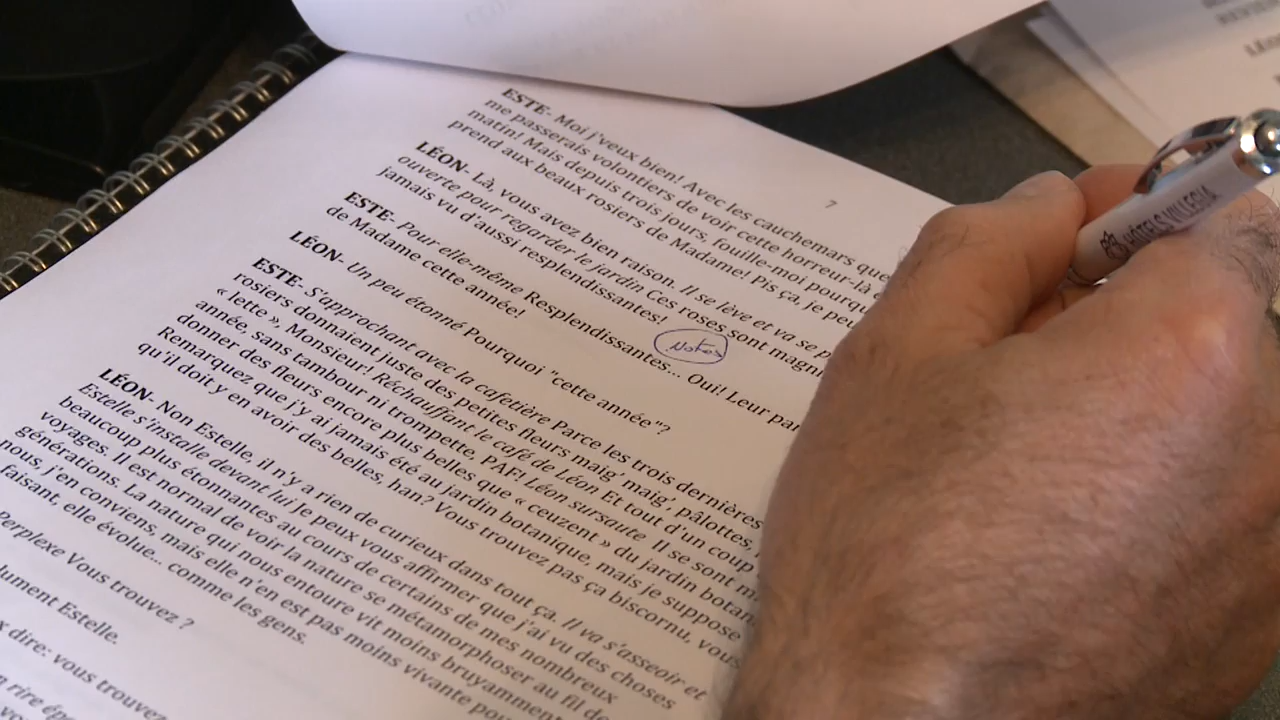 7
ESTE- Moi j'veux bien! Avec les cauchemars que
me passerais volontiers de voir cette horreur-là
matin! Mais depuis trois jours, fouille-moi pourqu
prend aux beaux rosiers de Madame! Pis ça, je peu
LÉON- Là, vous avez bien raison. Il se lève et va se p
ouverte pour regarder le jardin Ces roses sont magni
jamais vu d'aussi resplendissantes!
Notes
ESTE- Pour elle-même Resplendissantes... Oui! Leur par
de Madame cette année!
LÉON- Un peu étonné Pourquoi "cette année"?
ESTE- S'approchant avec la cafetière Parce les trois dernières
rosiers donnaient juste des petites fleurs maig' maig', pâlottes,
« jette », Monsieur! Réchauffant le café de Léon Et tout d'un coup
année, sans tambour ni trompette, PAF! Léon sursaute Il se sont m
donner des fleurs encore plus belles que « ceuzent » du jardin botan
Remarquez que j'y ai jamais été au jardin botanique, mais je suppose
qu'il doit y en avoir des belles, han? Vous trouvez pas ça biscornu, vous
LÉON- Non Estelle, il n'y a rien de curieux dans tout ça. Il va s'asseoir et
Estelle s'installe devant lui Je peux vous affirmer que j'ai vu des choses
beaucoup plus étonnantes au cours de certains de mes nombreux
voyages. Il est normal de voir la nature se métamorphoser au fil de
générations. La nature qui nous entoure vit moins bruyamment
nous, j'en conviens, mais elle n'en est pas moins vivante po
faisant, elle évolue... comme les gens.
Perplexe Vous trouvez ?
lument Estelle.
x dire: vous trouvez
n rire
HÔTELS VILLEGIA